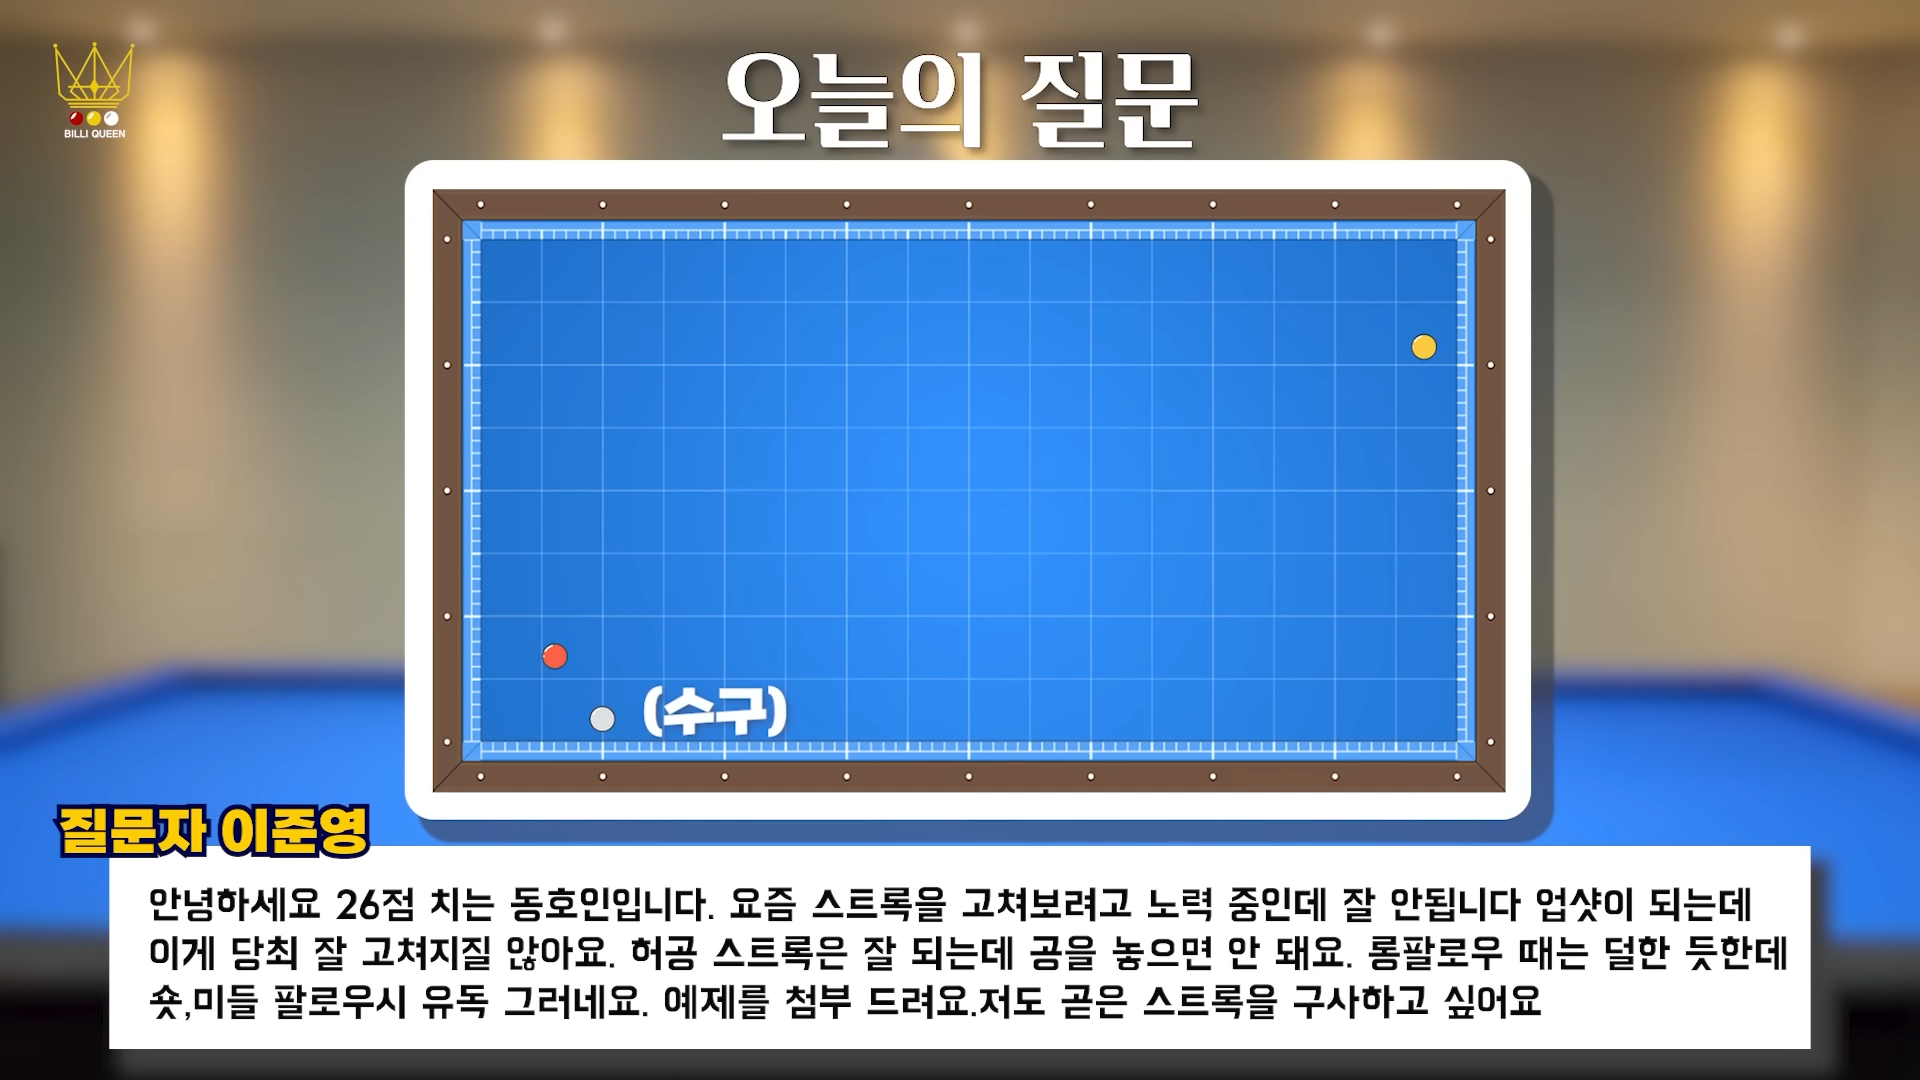 오늘의 질문
BILLI QUEEN
(수구)
질문자 이준영
안녕하세요 26점 치는 동호인입니다. 요즘 스트록을 고쳐보려고 노력 중인데 잘 안됩니다 업샷이 되는데
이게 당최 잘 고쳐지질 않아요. 허공 스트록은 잘 되는데 공을 놓으면 안 돼요. 롱팔로우 때는 덜한 듯한데
숏,미들 팔로우시 유독 그러네요. 예제를 첨부 드려요.저도 곧은 스트록을 구사하고 싶어요